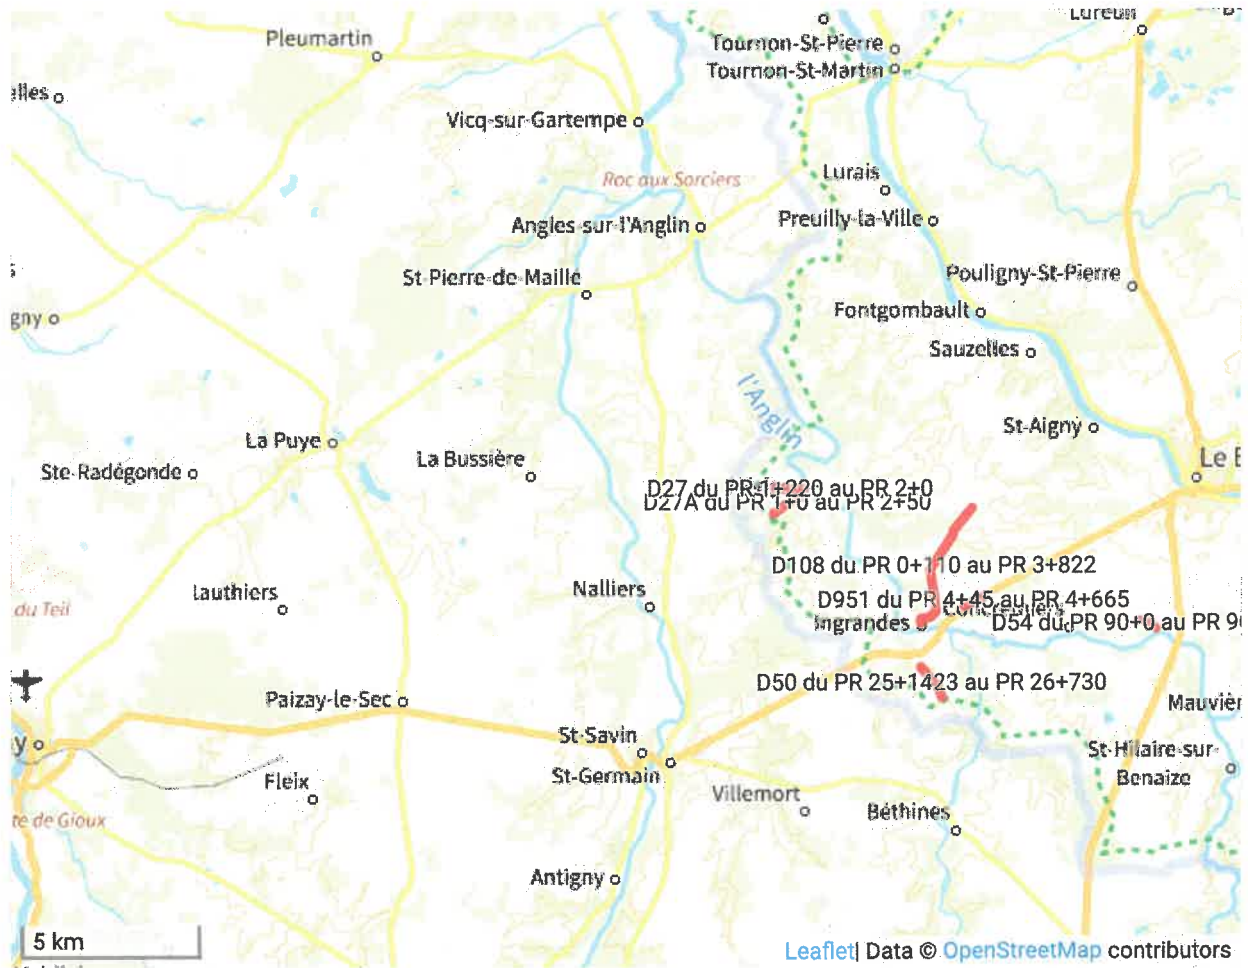 Lureuil
Pleumartin
Tournon-St-Pierre
Tournon-St-Martin
elles
Vicq-sur-Gartempe
Lurais
Roc aux Sorciers
Angles-sur-l'Anglin
Preuilly-la-Ville
St-Pierre-de-Maillé
Pouligny-St-Pierre
Fontgombault
igny
Sauzelles
l'Anglin
St-Aigny
La Puye
La Bussière
Ste-Radégonde
Le B
D27 du PR 1+220 au PR 2+0
D27A du PR 1+0 au PR 2+50
D108 du PR 0+110 au PR 3+822
Lauthiers
Nalliers
D951 du PR 4+45 au PR 4+665
du Teil
Concremiers
Ingrandes
D54 du PR 90+0 au PR 9
D50 du PR 25+1423 au PR 26+730
Paizay-le-Sec
Mauvièr
St-Savin
y
St-Germain
St-Hilaire-sur-
Benaize
Fleix
Villemort
Béthines
te de Gioux
Antigny
5 km
Leaflet | Data © OpenStreetMap contributors